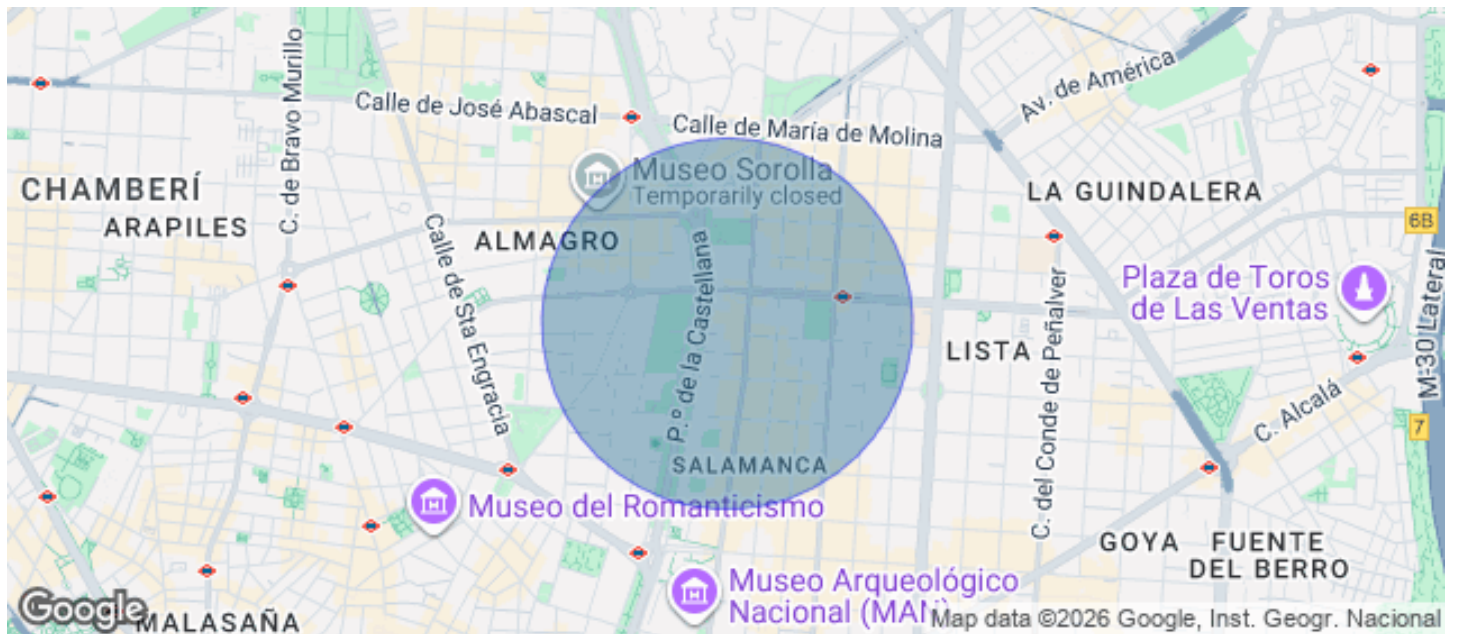 C. de Bravo Murillo
Calle de José Abascal
Calle de María de Molina
Av. de América
Museo Sorolla
Temporarily closed
CHAMBERÍ
ARAPILES
ALMAGRO
LA GUINDALERA
6B
Calle de Sta Engracia
P.º de la Castellana
C. del Conde de Peñalver
Plaza de Toros
de Las Ventas
M-30 Lateral
LISTA
C. Alcalá
7
SALAMANCA
Museo del Romanticismo
GOYA
FUENTE
DEL BERRO
Museo Arqueológico
Nacional (MAN)
MALASAÑA
Google
Map data ©2026 Google, Inst. Geogr. Nacional